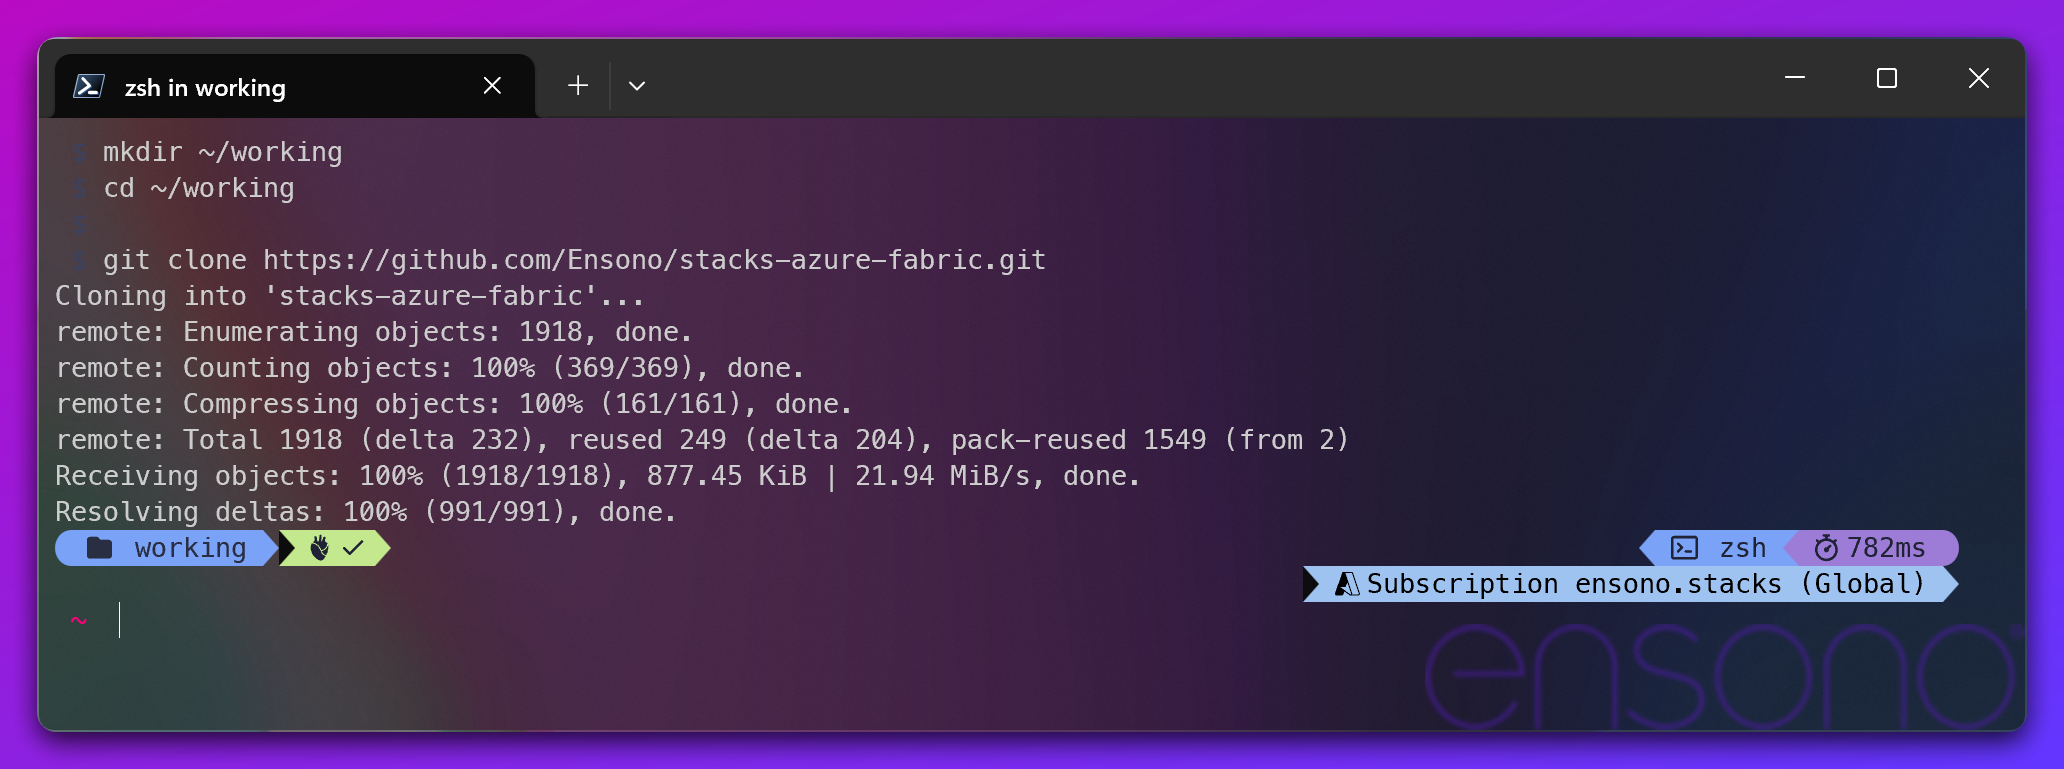 zsh in working
$ mkdir ~/working
$ cd ~/working
$
$ git clone https://github.com/Ensono/stacks-azure-fabric.git
Cloning into 'stacks-azure-fabric'...
remote: Enumerating objects: 1918, done.
remote: Counting objects: 100% (369/369), done.
remote: Compressing objects: 100% (161/161), done.
remote: Total 1918 (delta 232), reused 249 (delta 204), pack-reused 1549 (from 2)
Receiving objects: 100% (1918/1918), 877.45 KiB | 21.94 MiB/s, done.
Resolving deltas: 100% (991/991), done.
working zsh 782ms
Subscription ensono.stacks (Global)
~
ensono